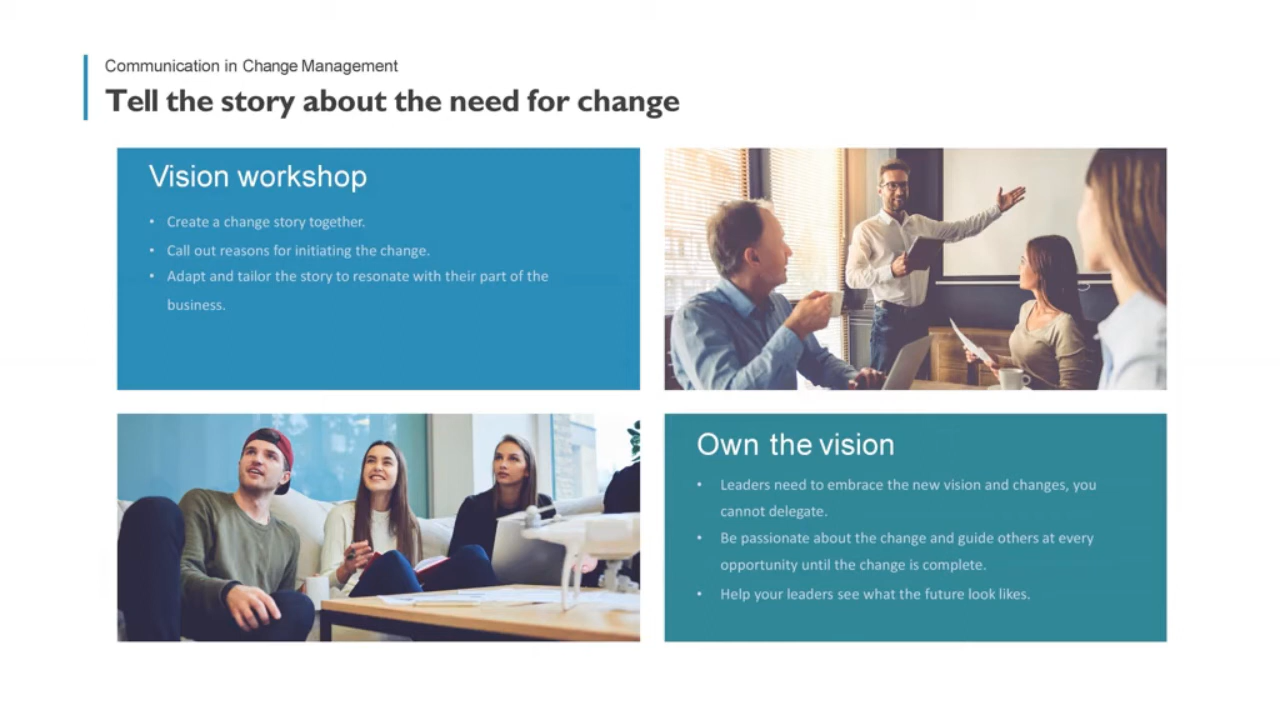 Communication in Change Management
Tell the story about the need for change
Vision workshop
• Create a change story together.
• Call out reasons for initiating the change.
• Adapt and tailor the story to resonate with their part of the
business.
Own the vision
• Leaders need to embrace the new vision and changes, you
cannot delegate.
• Be passionate about the change and guide others at every
opportunity until the change is complete.
• Help your leaders see what the future look likes.